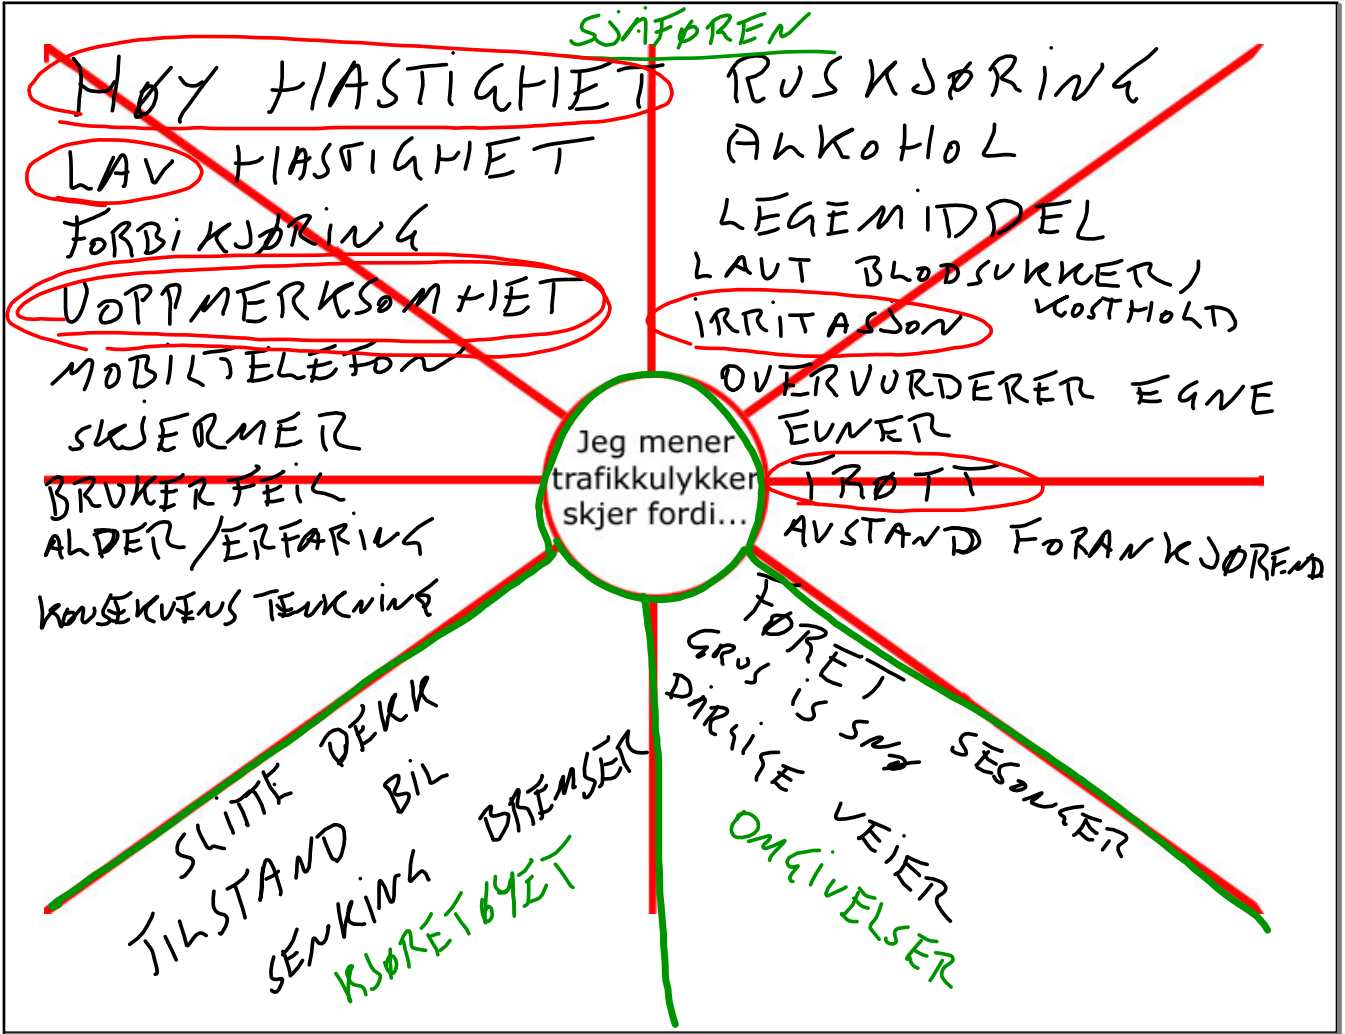 SJÅFØREN
HØY HASTIGHET
LAV HASTIGHET
FORBIKJØRING
UOPPMERKSOMHET
MOBILTELEFON
SKJERMER
BRUKERFEIL
ALDER/ERFARING
KONSEKVENS TENKNING
RUSKJØRING
ALKOHOL
LEGEMIDDEL
LAVT BLODSUKKER/
KOSTHOLD
IRRITASJON
OVERVURDERER EGNE
EVNER
TRØTT
AVSTAND FORANKJØREND
Jeg mener
trafikkulykker
skjer fordi...
SLITTE DEKK
TILSTAND BIL
SENKING BREMSER
KJØRETØYET
FØRET SESONGER
GRUS IS SNØ
DÅRLIGE VEIER
OMGIVELSER